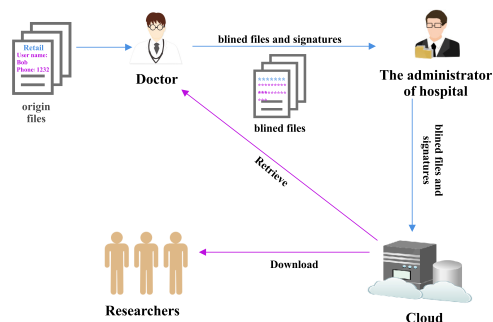 Retail
User name:
Bob
Phone: 1232
origin
files
Doctor
blined files and signatures
*******
********
***
********
***
blined files
The administrator
of hospital
blined files and
signatures
Retrieve
Download
Researchers
Cloud